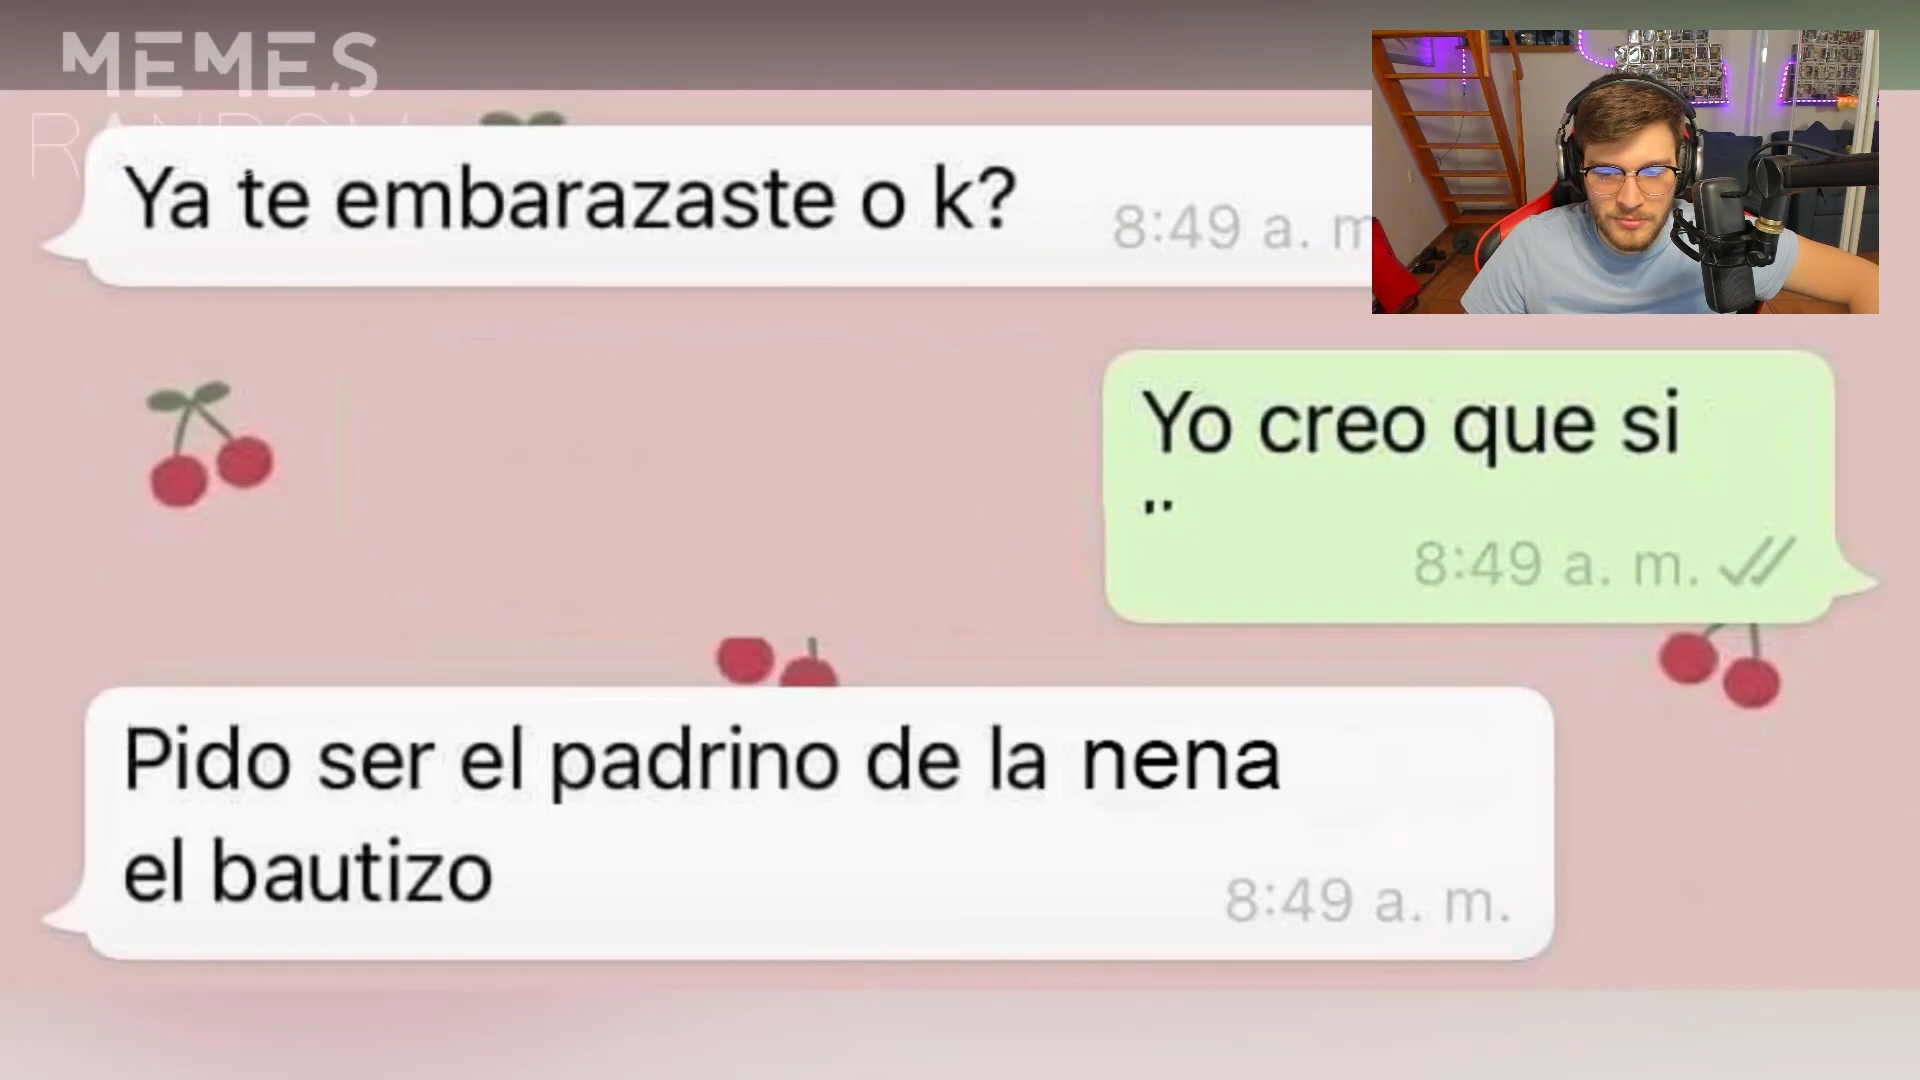 MEMES
RANDOM
Ya te embarazaste o k?
8:49 a. m
Yo creo que si
¨
8:49 a. m.
Pido ser el padrino de la nena
el bautizo
8:49 a. m.